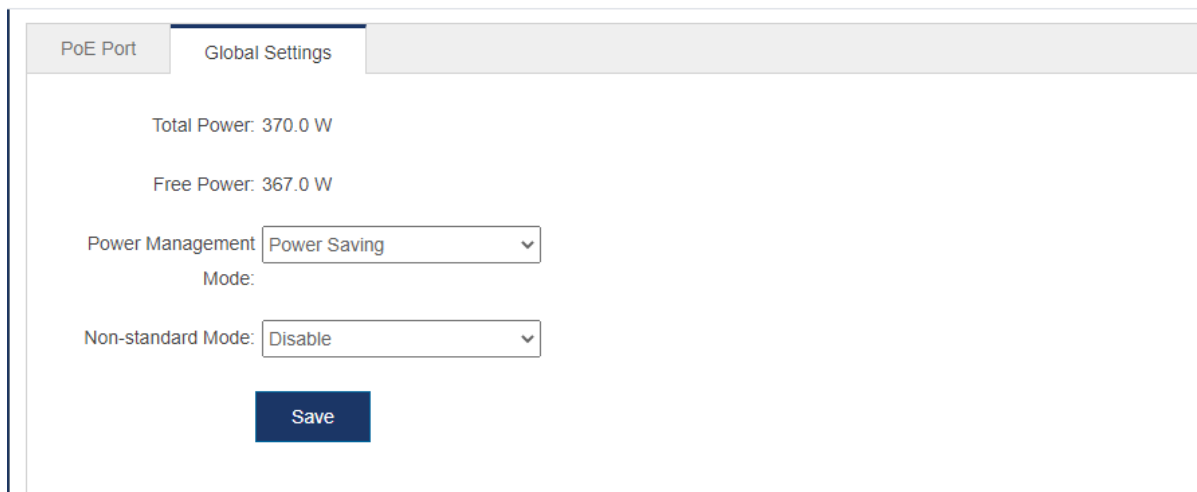 PoE Port
Global Settings
Total Power: 370.0 W
Free Power: 367.0 W
Power Management Mode:
Power Saving
Non-standard Mode: Disable
Save